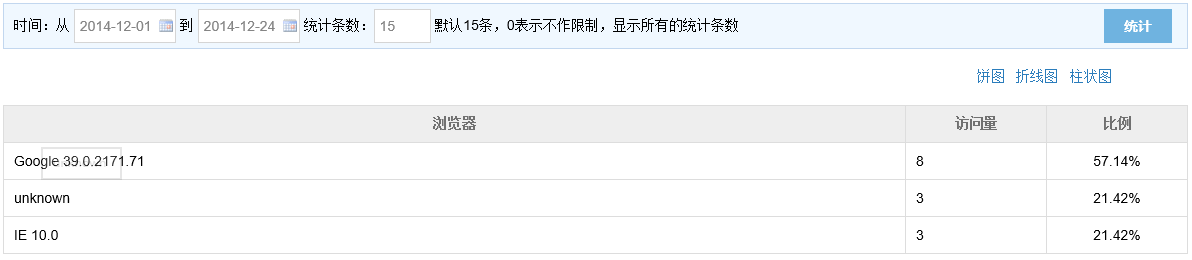 时间：从 2014-12-01 到 2014-12-24 统计条数：15 默认15条，0表示不作限制，显示所有的统计条数 统计
饼图 折线图 柱状图
浏览器 访问量 比例
Google 39.0.2171.71 8 57.14%
unknown 3 21.42%
IE 10.0 3 21.42%